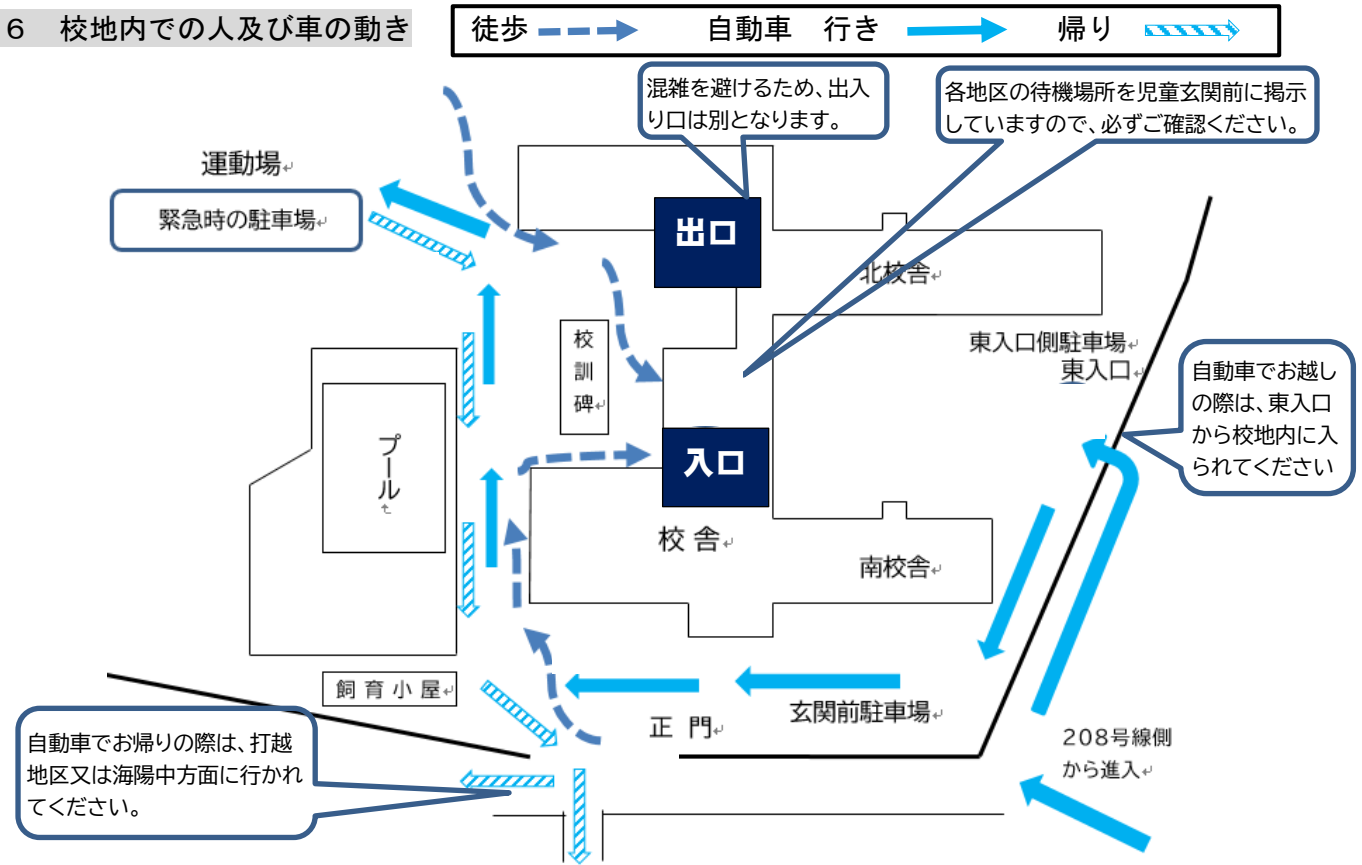 6　校地内での人及び車の動き
徒歩　自動車　行き　帰り
混雑を避けるため、出入
り口は別となります。
各地区の待機場所を児童玄関前に掲示
していますので、必ずご確認ください。
運動場
緊急時の駐車場
出口
北校舎
校
訓
碑
東入口側駐車場
東入口
自動車でお越し
の際は、東入口
から校地内に入
られてください
プール
入口
校 舎
南校舎
飼 育 小 屋
正 門
玄関前駐車場
208号線側
から進入
自動車でお帰りの際は、打越
地区又は海陽中方面に行かれ
てください。